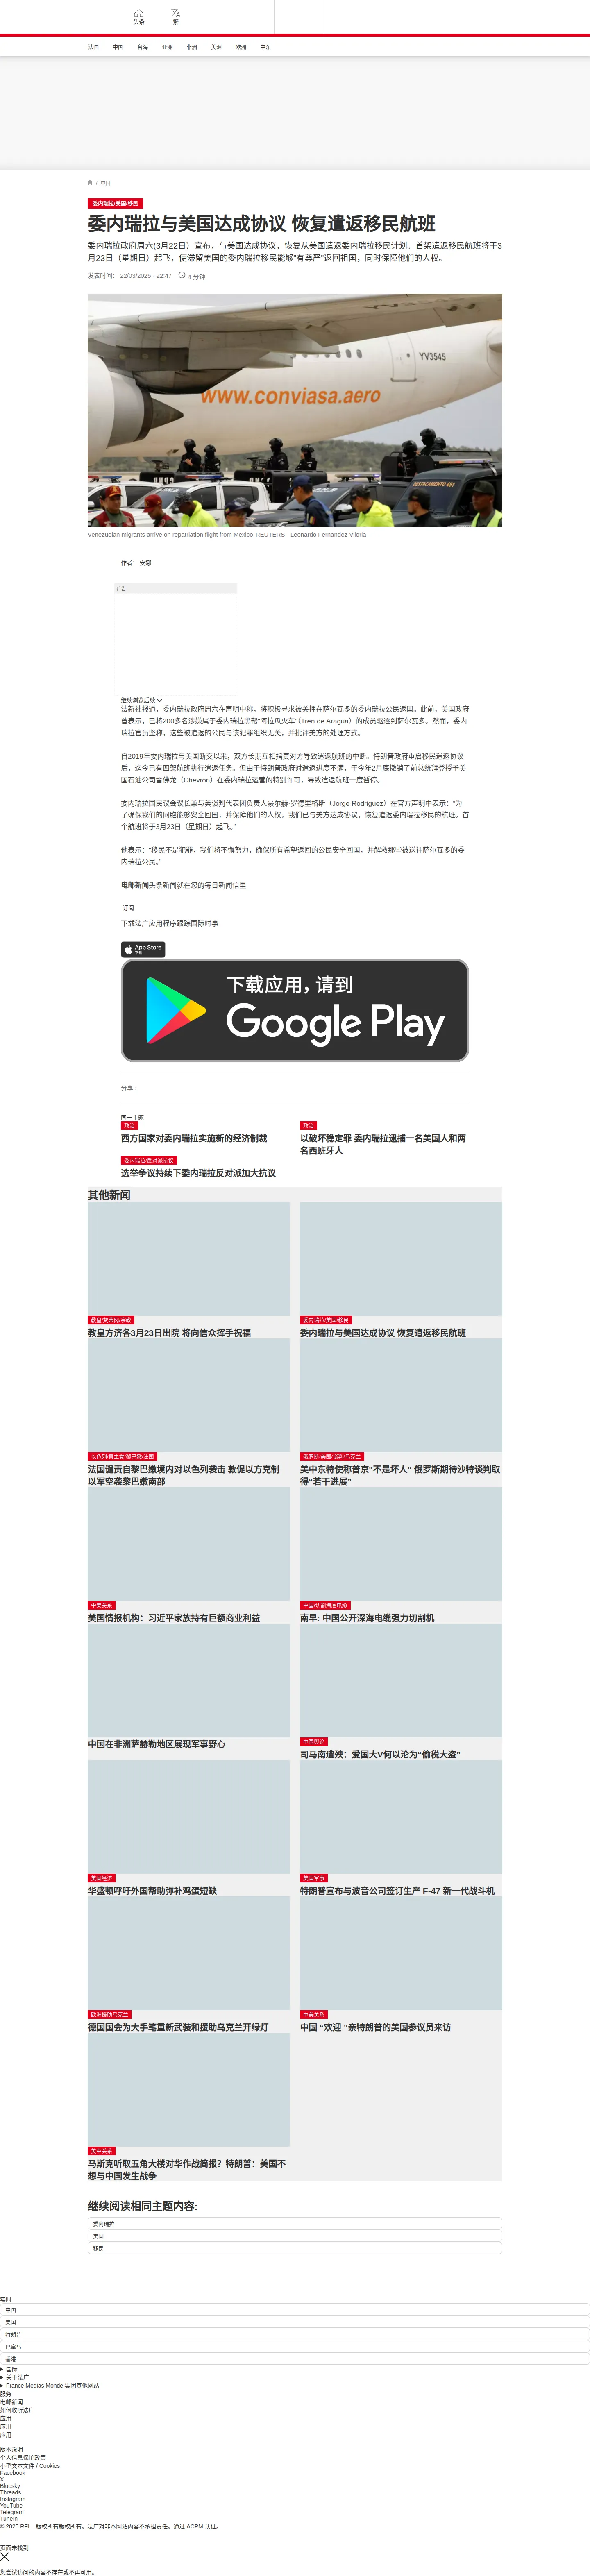 头条
繁
法国
中国
台海
亚洲
非洲
美洲
欧洲
中东
/ 中国
委内瑞拉/美国/移民
委内瑞拉与美国达成协议 恢复遣返移民航班
委内瑞拉政府周六(3月22日）宣布，与美国达成协议，恢复从美国遣返委内瑞拉移民计划。首架遣返移民航班将于3
月23日（星期日）起飞，使滞留美国的委内瑞拉移民能够“有尊严”返回祖国，同时保障他们的人权。
发表时间： 22/03/2025 - 22:47 4 分钟
YV3545
www.conviasa.aero
DESTACAMENTO 451
Venezuelan migrants arrive on repatriation flight from Mexico REUTERS - Leonardo Fernandez Viloria
作者： 安娜
广告
继续浏览后续
法新社报道，委内瑞拉政府周六在声明中称，将积极寻求被关押在萨尔瓦多的委内瑞拉公民返国。此前，美国政府
曾表示，已将200多名涉嫌属于委内瑞拉黑帮“阿拉瓜火车”（Tren de Aragua）的成员驱逐到萨尔瓦多。然而，委内
瑞拉官员坚称，这些被遣返的公民与该犯罪组织无关，并批评美方的处理方式。
自2019年委内瑞拉与美国断交以来，双方长期互相指责对方导致遣返航班的中断。特朗普政府重启移民遣返协议
后，迄今已有四架航班执行遣返任务。但由于特朗普政府对遣返进度不满，于今年2月底撤销了前总统拜登授予美
国石油公司雪佛龙（Chevron）在委内瑞拉运营的特别许可，导致遣返航班一度暂停。
委内瑞拉国民议会议长兼与美谈判代表团负责人豪尔赫·罗德里格斯（Jorge Rodriguez）在官方声明中表示：“为
了确保我们的同胞能够安全回国，并保障他们的人权，我们已与美方达成协议，恢复遣返委内瑞拉移民的航班。首
个航班将于3月23日（星期日）起飞。”
他表示：“移民不是犯罪，我们将不懈努力，确保所有希望返回的公民安全回国，并解救那些被送往萨尔瓦多的委
内瑞拉公民。”
电邮新闻头条新闻就在您的每日新闻信里
订阅
下载法广应用程序跟踪国际时事
App Store
下载
下载应用，请到
Google Play
分享 :
同一主题
政治
西方国家对委内瑞拉实施新的经济制裁
政治
以破坏稳定罪 委内瑞拉逮捕一名美国人和两
名西班牙人
委内瑞拉/反对派抗议
选举争议持续下委内瑞拉反对派加大抗议
其他新闻
教皇/梵蒂冈/宗教
教皇方济各3月23日出院 将向信众挥手祝福
委内瑞拉/美国/移民
委内瑞拉与美国达成协议 恢复遣返移民航班
以色列/真主党/黎巴嫩/法国
法国谴责自黎巴嫩境内对以色列袭击 敦促以方克制
以军空袭黎巴嫩南部
俄罗斯/美国/谈判/乌克兰
美中东特使称普京“不是坏人” 俄罗斯期待沙特谈判取
得“若干进展”
中美关系
美国情报机构：习近平家族持有巨额商业利益
中国/切割海底电缆
南早: 中国公开深海电缆强力切割机
中国在非洲萨赫勒地区展现军事野心
中国舆论
司马南遭殃：爱国大V何以沦为“偷税大盗”
美国经济
华盛顿呼吁外国帮助弥补鸡蛋短缺
美国军事
特朗普宣布与波音公司签订生产 F-47 新一代战斗机
欧洲援助乌克兰
德国国会为大手笔重新武装和援助乌克兰开绿灯
中美关系
中国 “欢迎 ”亲特朗普的美国参议员来访
美中关系
马斯克听取五角大楼对华作战简报？特朗普：美国不
想与中国发生战争
继续阅读相同主题内容:
委内瑞拉
美国
移民
实时
中国
美国
特朗普
巴拿马
香港
国际
关于法广
France Médias Monde 集团其他网站
服务
电邮新闻
如何收听法广
应用
应用
应用
版本说明
个人信息保护政策
小型文本文件 / Cookies
Facebook
X
Bluesky
Threads
Instagram
YouTube
Telegram
TuneIn
© 2025 RFI – 版权所有版权所有。法广对非本网站内容不承担责任。通过 ACPM 认证。
页面未找到
您尝试访问的内容不存在或不再可用。